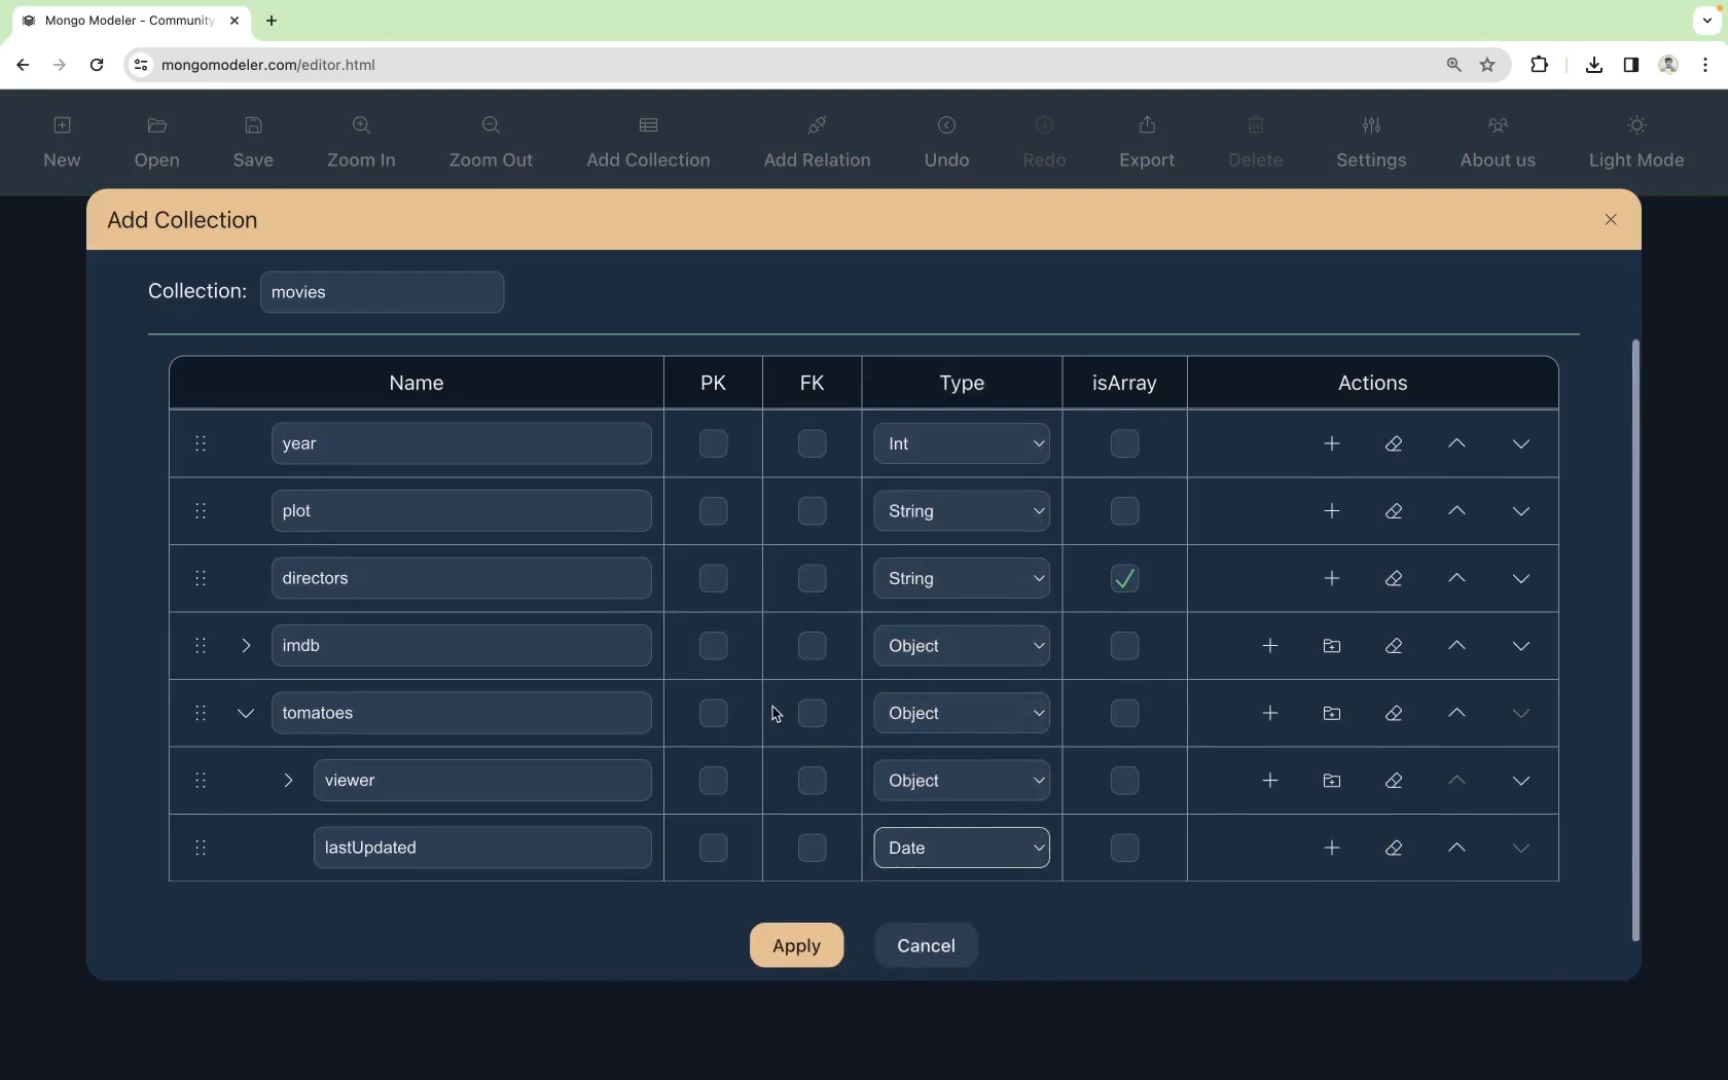 Mongo Modeler - Community
mongomodeler.com/editor.html
New Open Save Zoom In Zoom Out Add Collection Add Relation Undo Redo Export Delete Settings About us Light Mode
Add Collection
Collection: movies
Name PK FK Type isArray Actions
year Int
plot String
directors String
imdb Object
tomatoes Object
viewer Object
lastUpdated Date
Apply Cancel